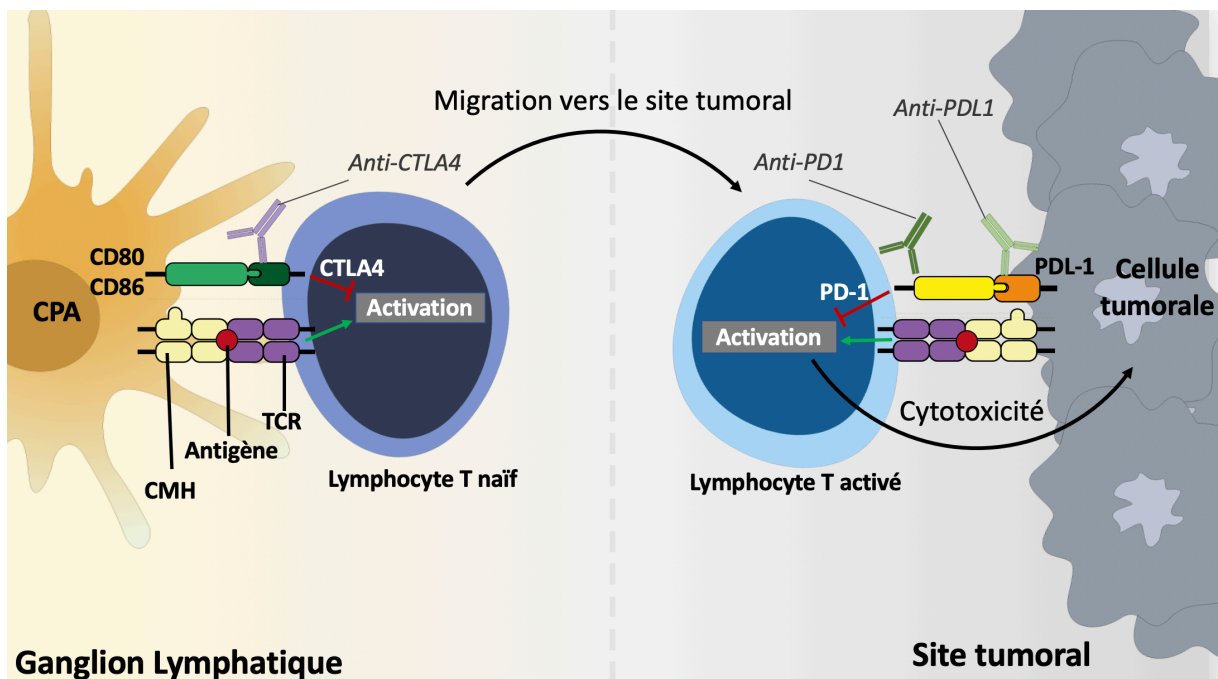 Migration vers le site tumoral
Anti-CTLA4
Anti-PD1
Anti-PDL1
CD80
CD86
CPA
CTLA4
Activation
TCR
Antigène
CMH
Lymphocyte T naïf
PD-1
PDL-1
Activation
Cellule
tumorale
Cytotoxicité
Lymphocyte T activé
Ganglion Lymphatique
Site tumoral